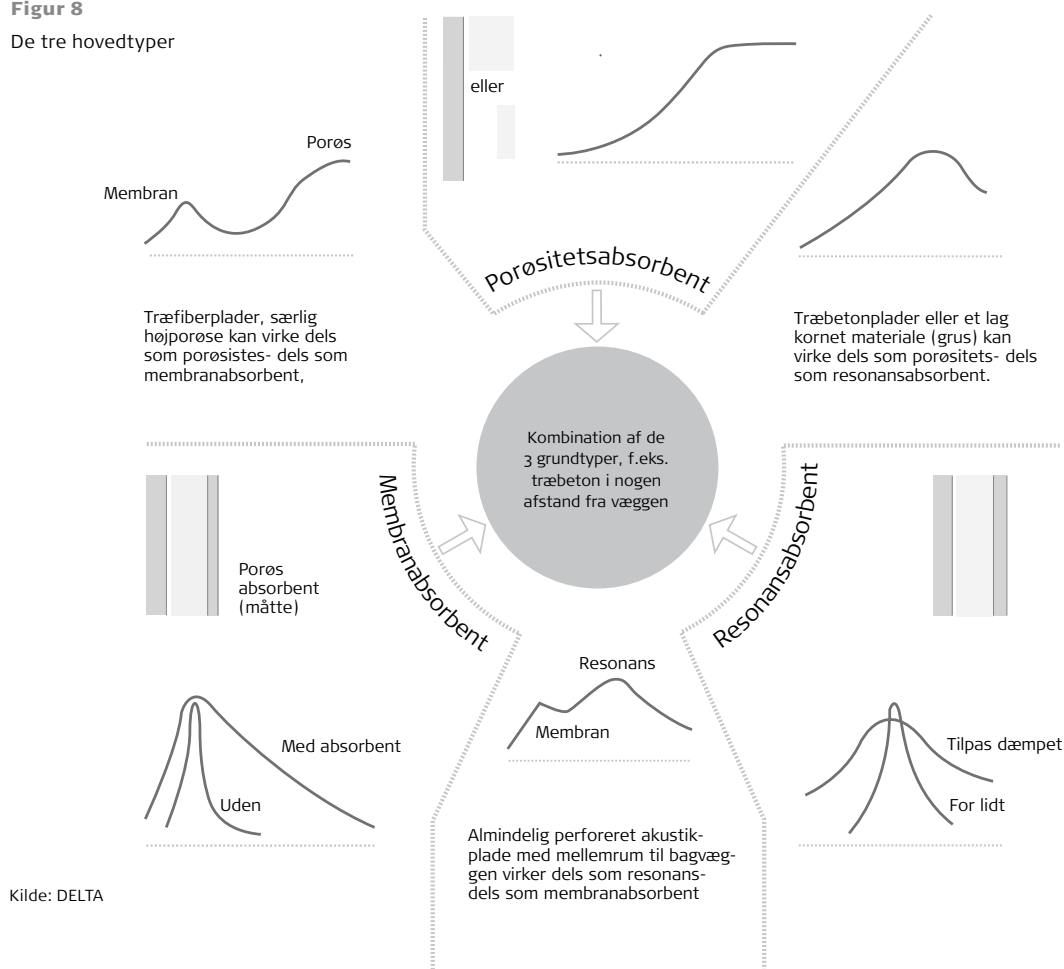 Figur 8
De tre hovedtyper
eller
Porøs
Membran
Porøsitetsabsorbent
Træfiberplader, særlig
højporøse kan virke dels
som porøsistes- dels som
membranabsorbent,
Træbetonplader eller et lag
kornet materiale (grus) kan
virke dels som porøsitets- dels
som resonansabsorbent.
Kombination af de
3 grundtyper, f.eks.
træbeton i nogen
afstand fra væggen
Membranabsorbent
Resonansabsorbent
Porøs
absorbent
(måtte)
Resonans
Membran
Med absorbent
Uden
Tilpas dæmpet
For lidt
Almindelig perforeret akustik-
plade med mellemrum til bagvæg-
gen virker dels som resonans-
dels som membranabsorbent
Kilde: DELTA